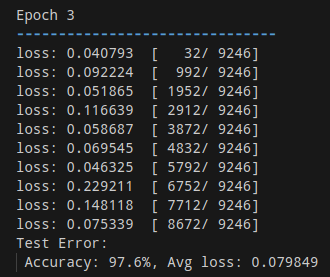 Epoch 3
-------------------------------
loss: 0.040793  [   32/ 9246]
loss: 0.092224  [  992/ 9246]
loss: 0.051865  [ 1952/ 9246]
loss: 0.116639  [ 2912/ 9246]
loss: 0.058687  [ 3872/ 9246]
loss: 0.069545  [ 4832/ 9246]
loss: 0.046325  [ 5792/ 9246]
loss: 0.229211  [ 6752/ 9246]
loss: 0.148118  [ 7712/ 9246]
loss: 0.075339  [ 8672/ 9246]
Test Error:
 Accuracy: 97.6%, Avg loss: 0.079849